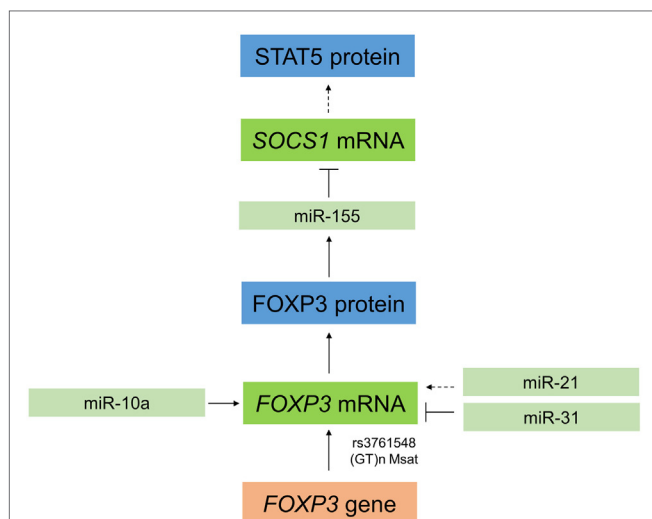 STAT5 protein
SOCS1 mRNA
miR-155
FOXP3 protein
miR-10a
FOXP3 mRNA
miR-21
miR-31
rs3761548
(GT)n Msat
FOXP3 gene